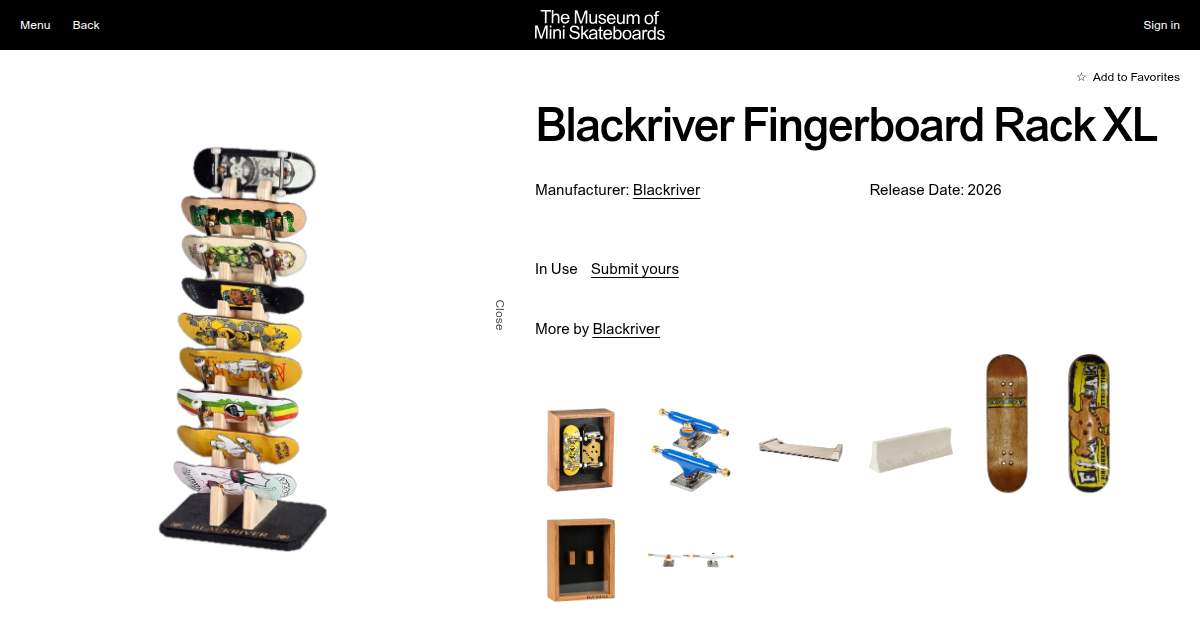 Menu
Back
The Museum of
Mini Skateboards
Sign in
☆ Add to Favorites
Blackriver Fingerboard Rack XL
Manufacturer: Blackriver
Release Date: 2026
In Use
Submit yours
Close
More by Blackriver
BLACKRIVER